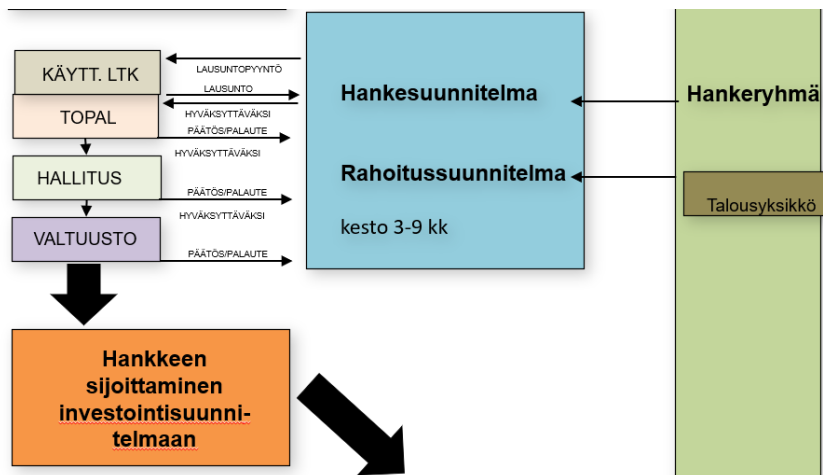 KÄYTT. LTK
TOPAL
HALLITUS
VALTUUSTO
LAUSUNTOPYYNTÖ
LAUSUNTO
HYVÄKSYTTÄVÄKSI
PÄÄTÖS/PALAUTE
HYVÄKSYTTÄVÄKSI
PÄÄTÖS/PALAUTE
HYVÄKSYTTÄVÄKSI
PÄÄTÖS/PALAUTE
Hankesuunnitelma
Rahoitussuunnitelma
kesto 3-9 kk
Hankeryhmä
Talousyksikkö
Hankkeen
sijoittaminen
investointisuunni-
telmaan